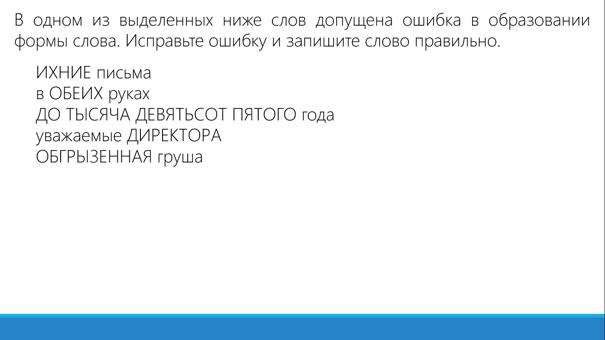 В одном из выделенных ниже слов допущена ошибка в образовании
формы слова. Исправьте ошибку и запишите слово правильно.
ИХНИЕ письма
в ОБЕИХ руках
ДО ТЫСЯЧА ДЕВЯТЬСОТ ПЯТОГО года
уважаемые ДИРЕКТОРА
ОБГРЫЗЕННАЯ груша